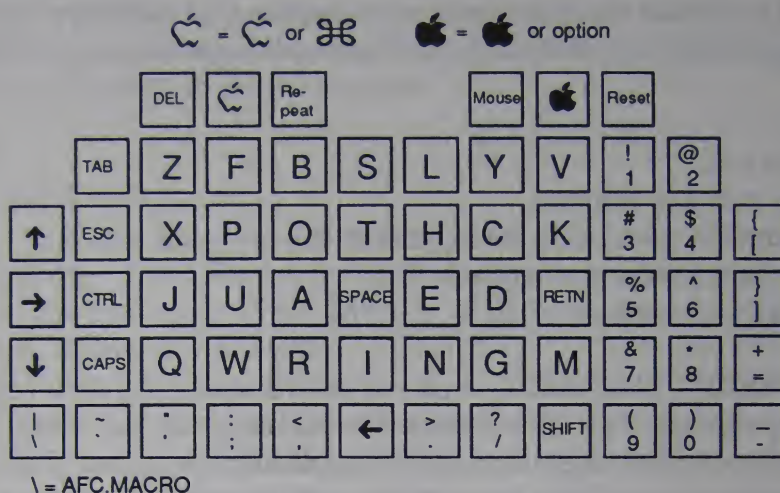 = or ⌘ = or option
DEL Re-peat Mouse Reset
TAB Z F B S L Y V ! 1 @ 2
↑ ESC X P O T H C K # 3 $ 4 { [
→ CTRL J U A SPACE E D RETN % 5 ^ 6 } ]
↓ CAPS Q W R I N G M & 7 * 8 + =
| \ ~ : ; < , ← > . ? / SHIFT ( 9 ) 0 _ -
\ = AFC.MACRO